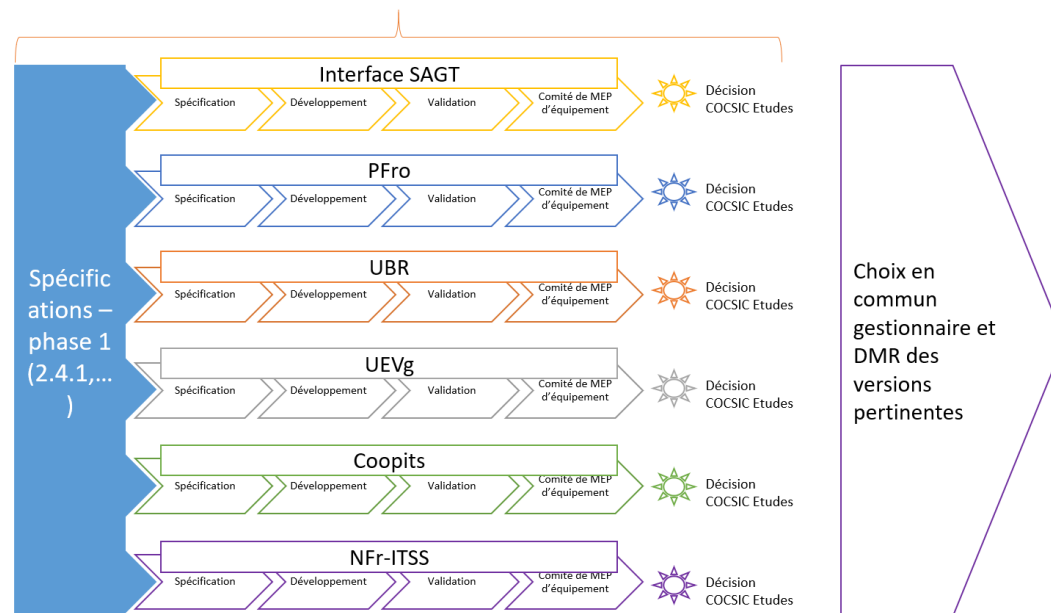 Spécific
ations –
phase 1
(2.4.1,…
)
Interface SAGT
Spécification
Développement
Validation
Comité de MEP
d'équipement
Décision
COCSIC Etudes
PFro
Spécification
Développement
Validation
Comité de MEP
d'équipement
Décision
COCSIC Etudes
UBR
Spécification
Développement
Validation
Comité de MEP
d'équipement
Décision
COCSIC Etudes
UEVg
Spécification
Développement
Validation
Comité de MEP
d'équipement
Décision
COCSIC Etudes
Coopits
Spécification
Développement
Validation
Comité de MEP
d'équipement
Décision
COCSIC Etudes
NFr-ITSS
Spécification
Développement
Validation
Comité de MEP
d'équipement
Décision
COCSIC Etudes
Choix en
commun
gestionnaire et
DMR des
versions
pertinentes